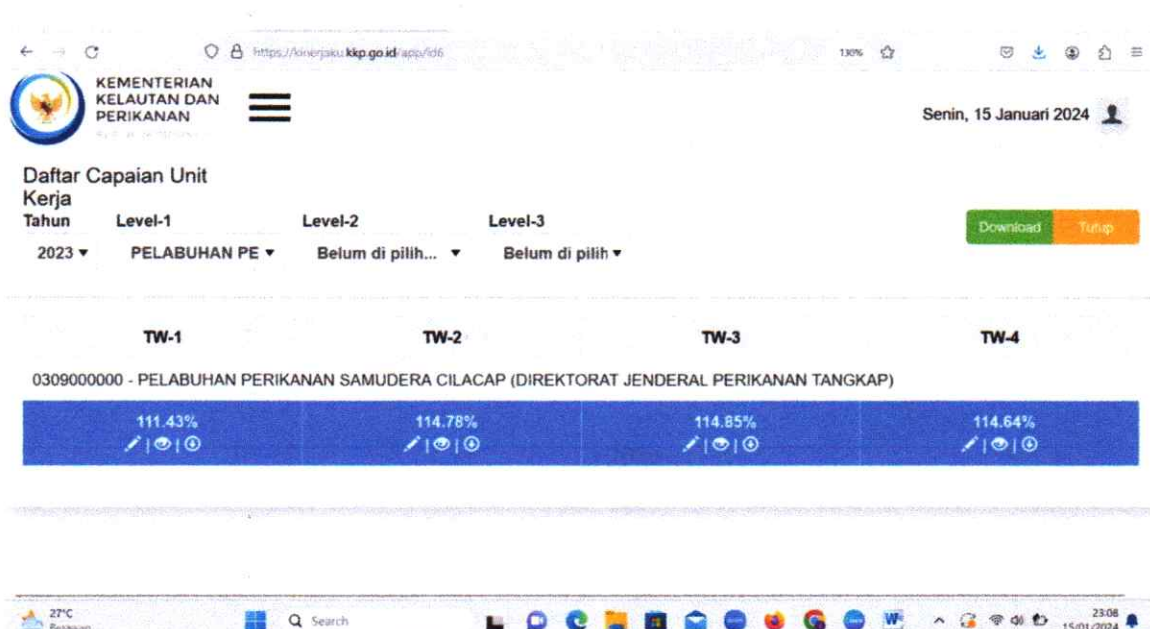 https://kinerjaku.kkp.go.id/app/id6
130%
KEMENTERIAN
KELAUTAN DAN
PERIKANAN
Senin, 15 Januari 2024
Daftar Capaian Unit
Kerja
Tahun Level-1 Level-2 Level-3
Download Tutup
2023 PELABUHAN PE Belum di pilih... Belum di pilih
TW-1 TW-2 TW-3 TW-4
0309000000 - PELABUHAN PERIKANAN SAMUDERA CILACAP (DIREKTORAT JENDERAL PERIKANAN TANGKAP)
111.43% 114.78% 114.85% 114.64%
27°C
Search
23:08
15/01/2024